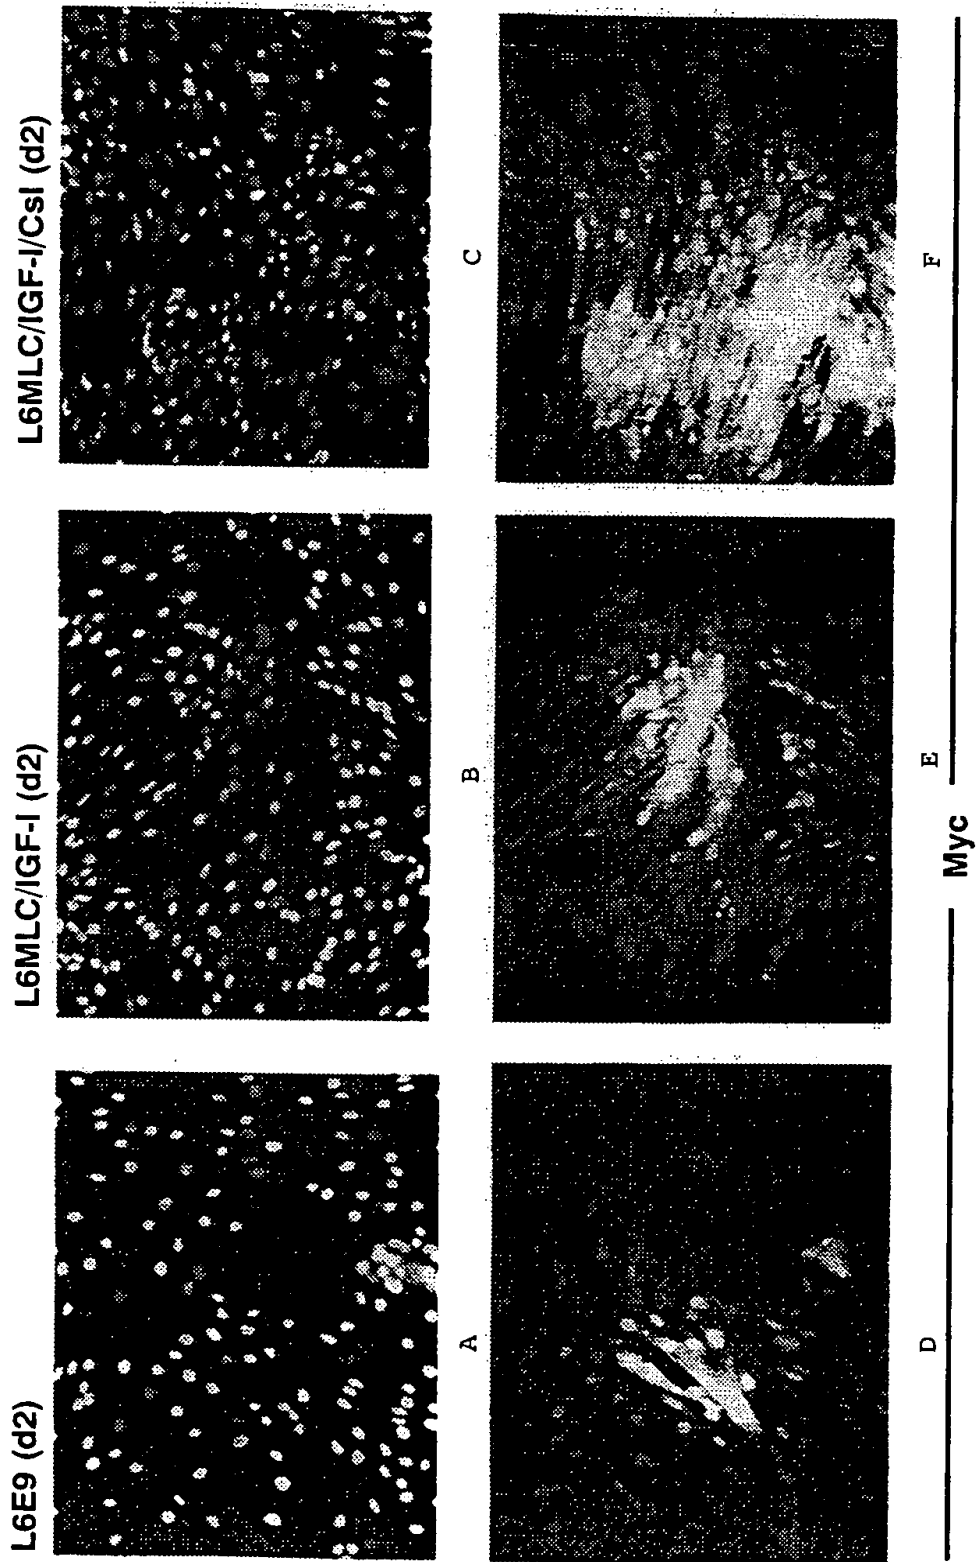 L6E9 (d2)
L6MLC/IGF-I (d2)
L6MLC/IGF-I/CsI (d2)
A
B
C
D
E
F
Myc